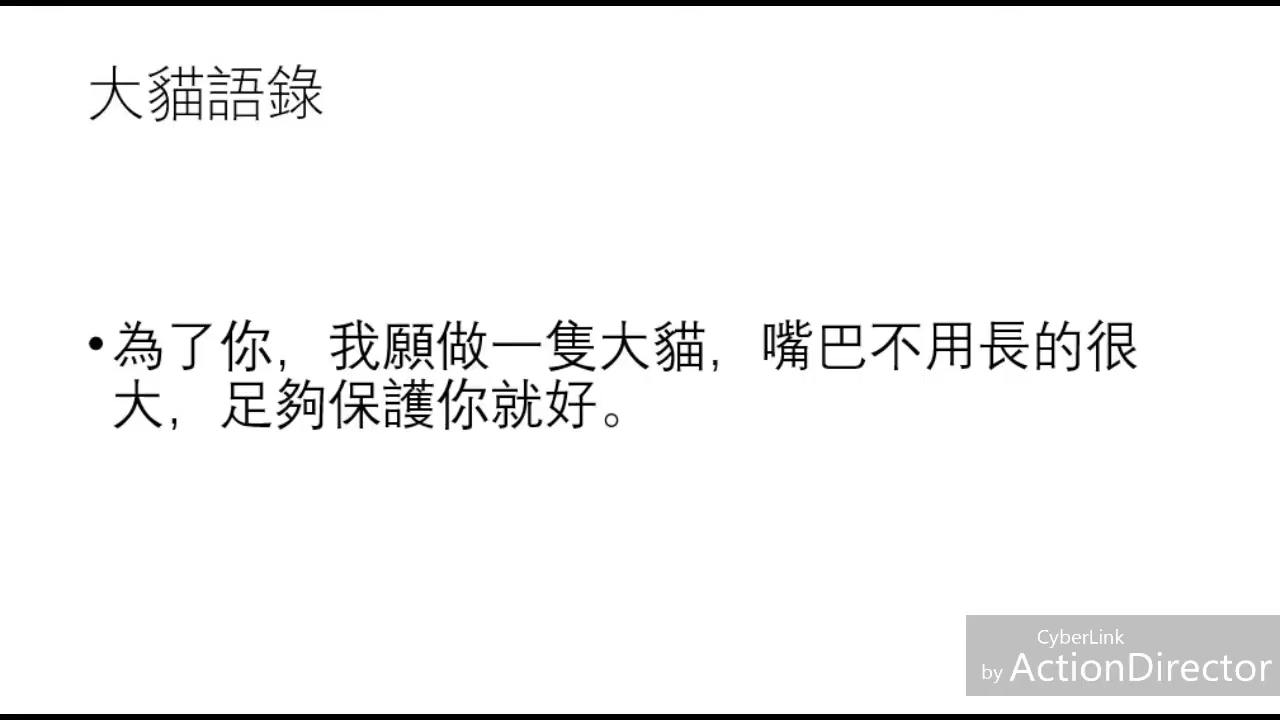 大貓語錄
•為了你，我願做一隻大貓，嘴巴不用長的很
大，足夠保護你就好。
CyberLink
by ActionDirector